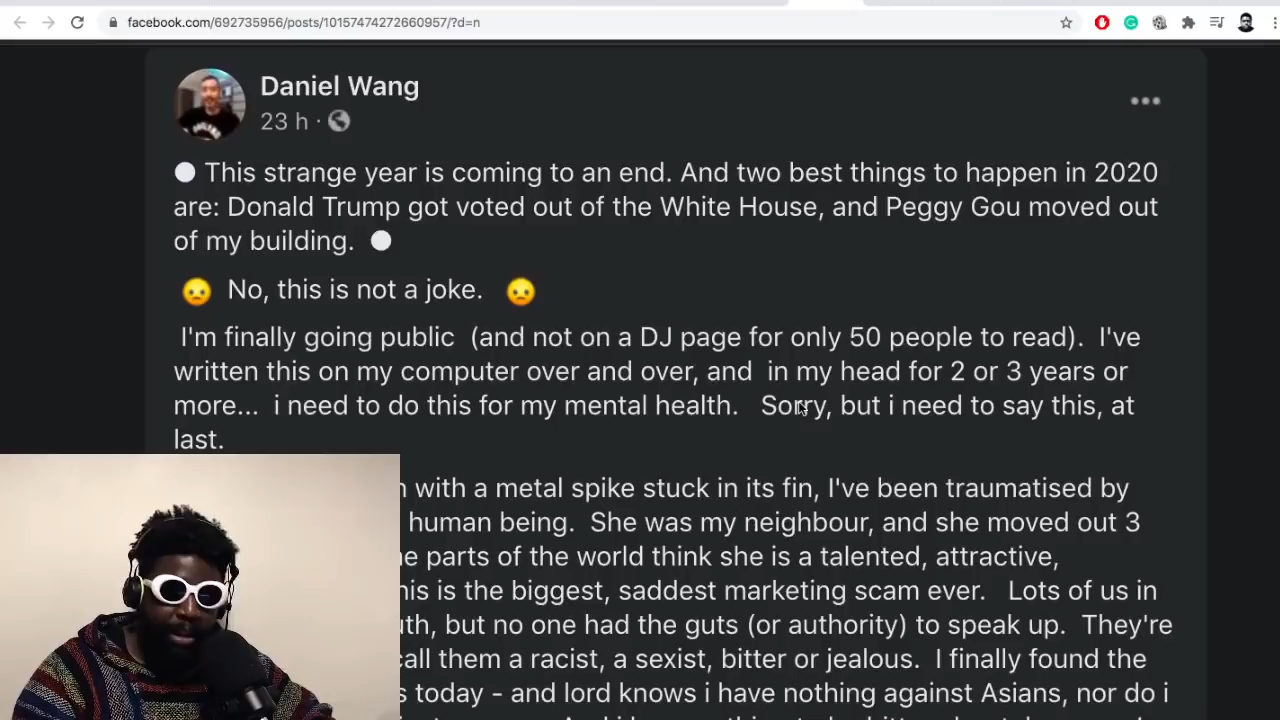 facebook.com/692735956/posts/10157474272660957/?d=n
Daniel Wang
23 h ·
This strange year is coming to an end. And two best things to happen in 2020
are: Donald Trump got voted out of the White House, and Peggy Gou moved out
of my building.
No, this is not a joke.
I'm finally going public (and not on a DJ page for only 50 people to read). I've
written this on my computer over and over, and in my head for 2 or 3 years or
more... i need to do this for my mental health. Sorry, but i need to say this, at
last.
with a metal spike stuck in its fin, I've been traumatised by
human being. She was my neighbour, and she moved out 3
parts of the world think she is a talented, attractive,
is the biggest, saddest marketing scam ever. Lots of us in
but no one had the guts (or authority) to speak up. They're
call them a racist, a sexist, bitter or jealous. I finally found the
today - and lord knows i have nothing against Asians, nor do i